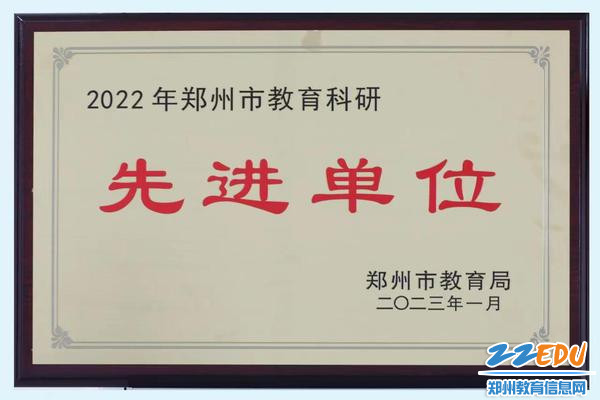 2022年郑州市教育科研
先进单位
郑州市教育局
二〇二三年一月
ZZEDU
郑州教育信息网